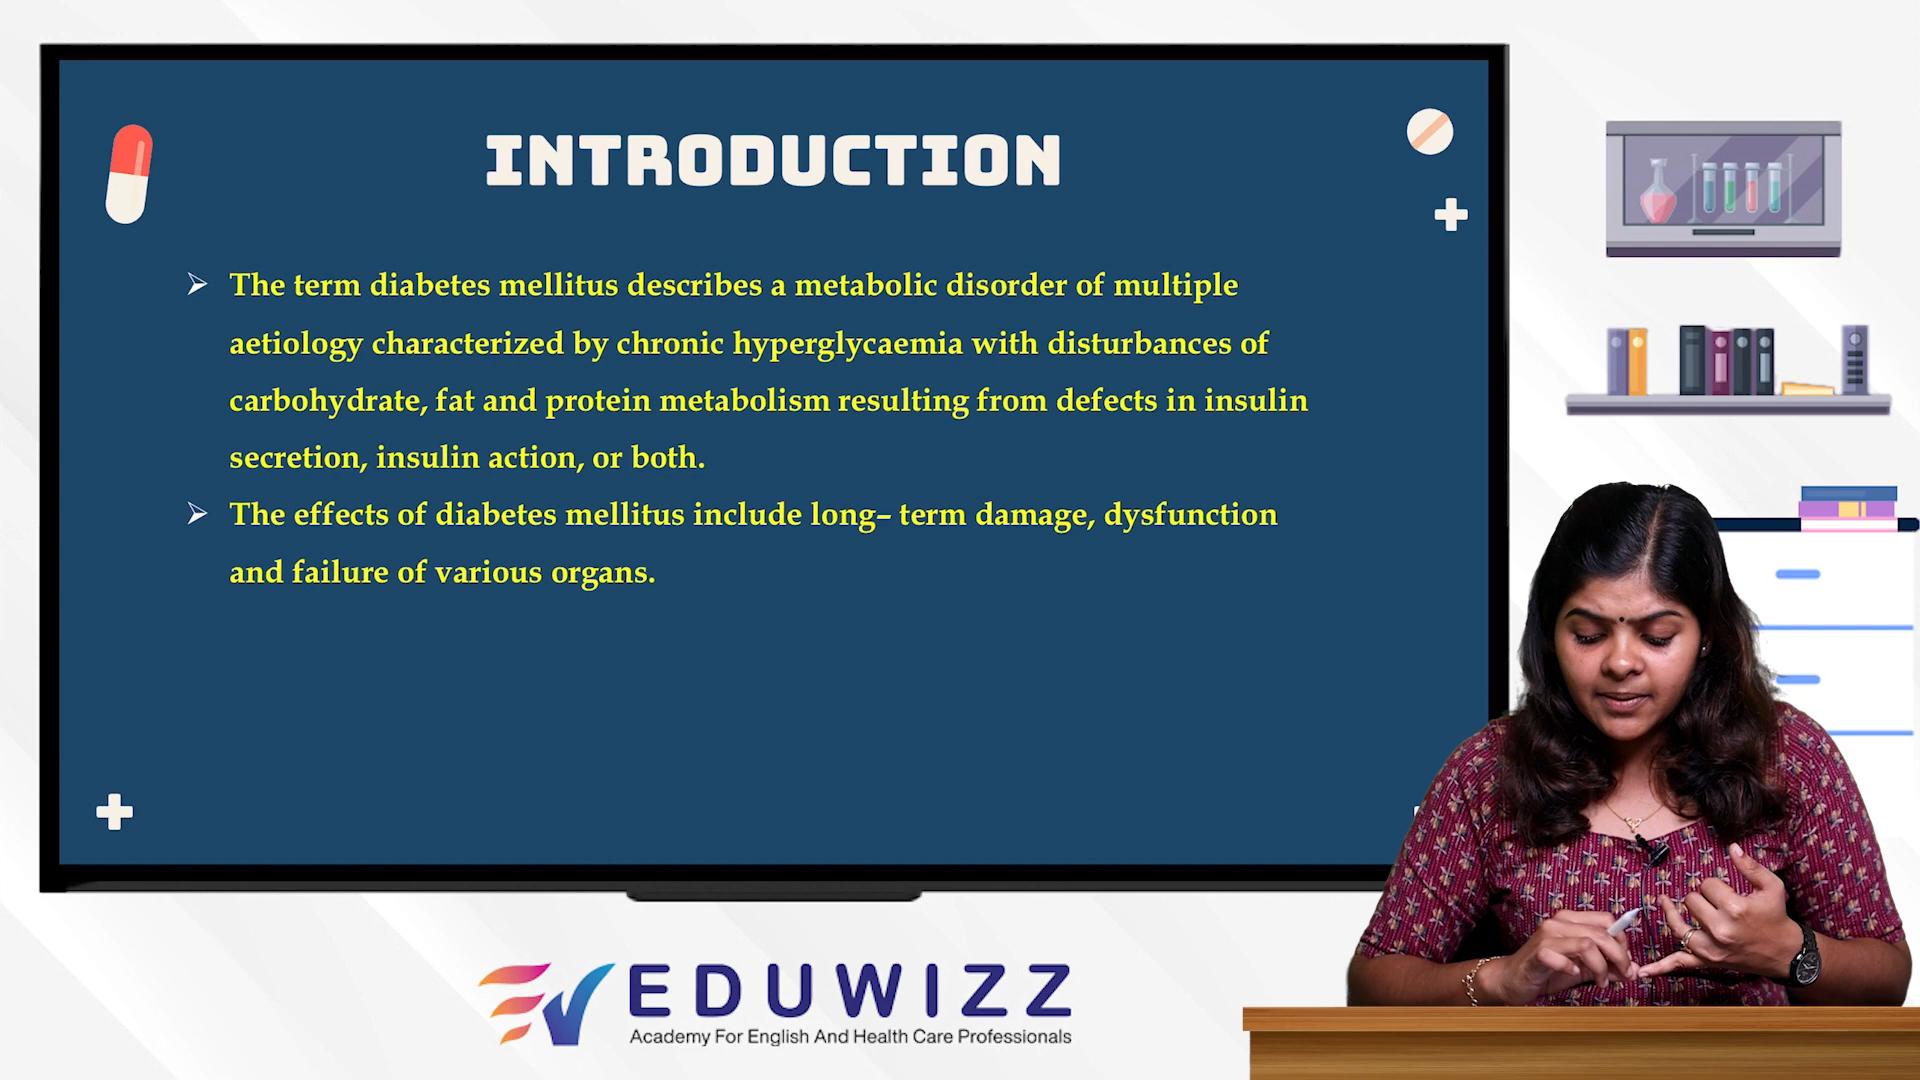 INTRODUCTION
The term diabetes mellitus describes a metabolic disorder of multiple
aetiology characterized by chronic hyperglycaemia with disturbances of
carbohydrate, fat and protein metabolism resulting from defects in insulin
secretion, insulin action, or both.
The effects of diabetes mellitus include long– term damage, dysfunction
and failure of various organs.
EDUWIZZ
Academy For English And Health Care Professionals